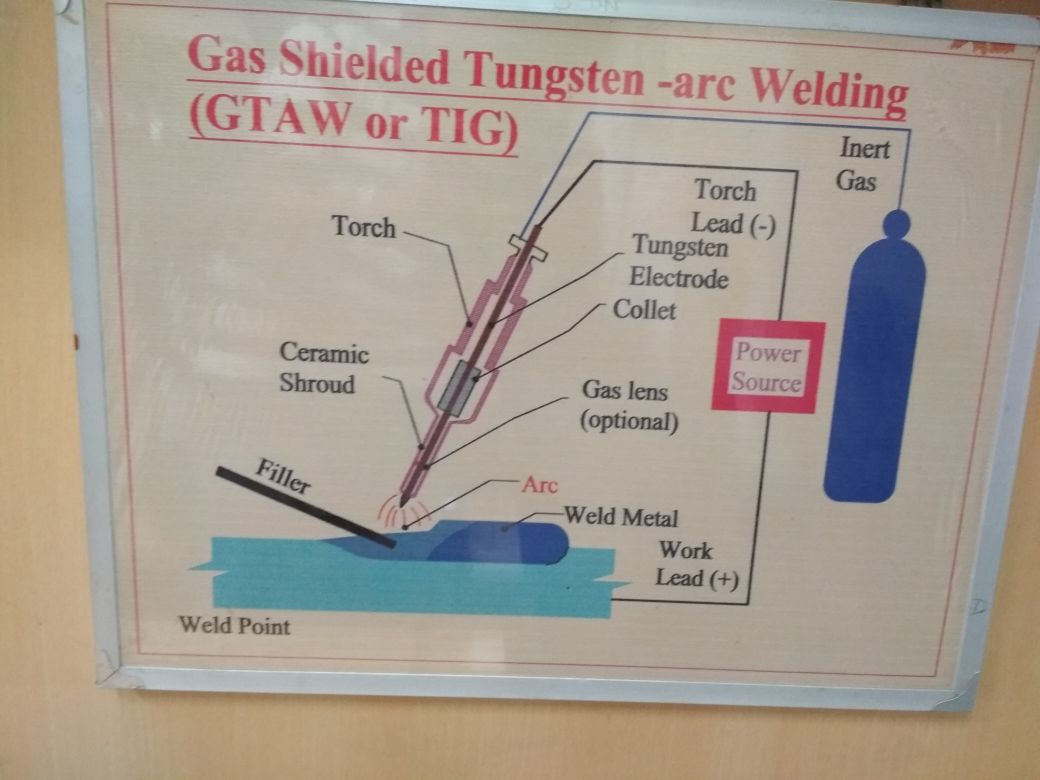 Gas Shielded Tungsten -arc Welding
(GTAW or TIG)
Inert
Gas
Torch
Lead (-)
Torch
Tungsten
Electrode
Collet
Ceramic
Shroud
Power
Source
Gas lens
(optional)
Filler
Arc
Weld Metal
Work
Lead (+)
Weld Point